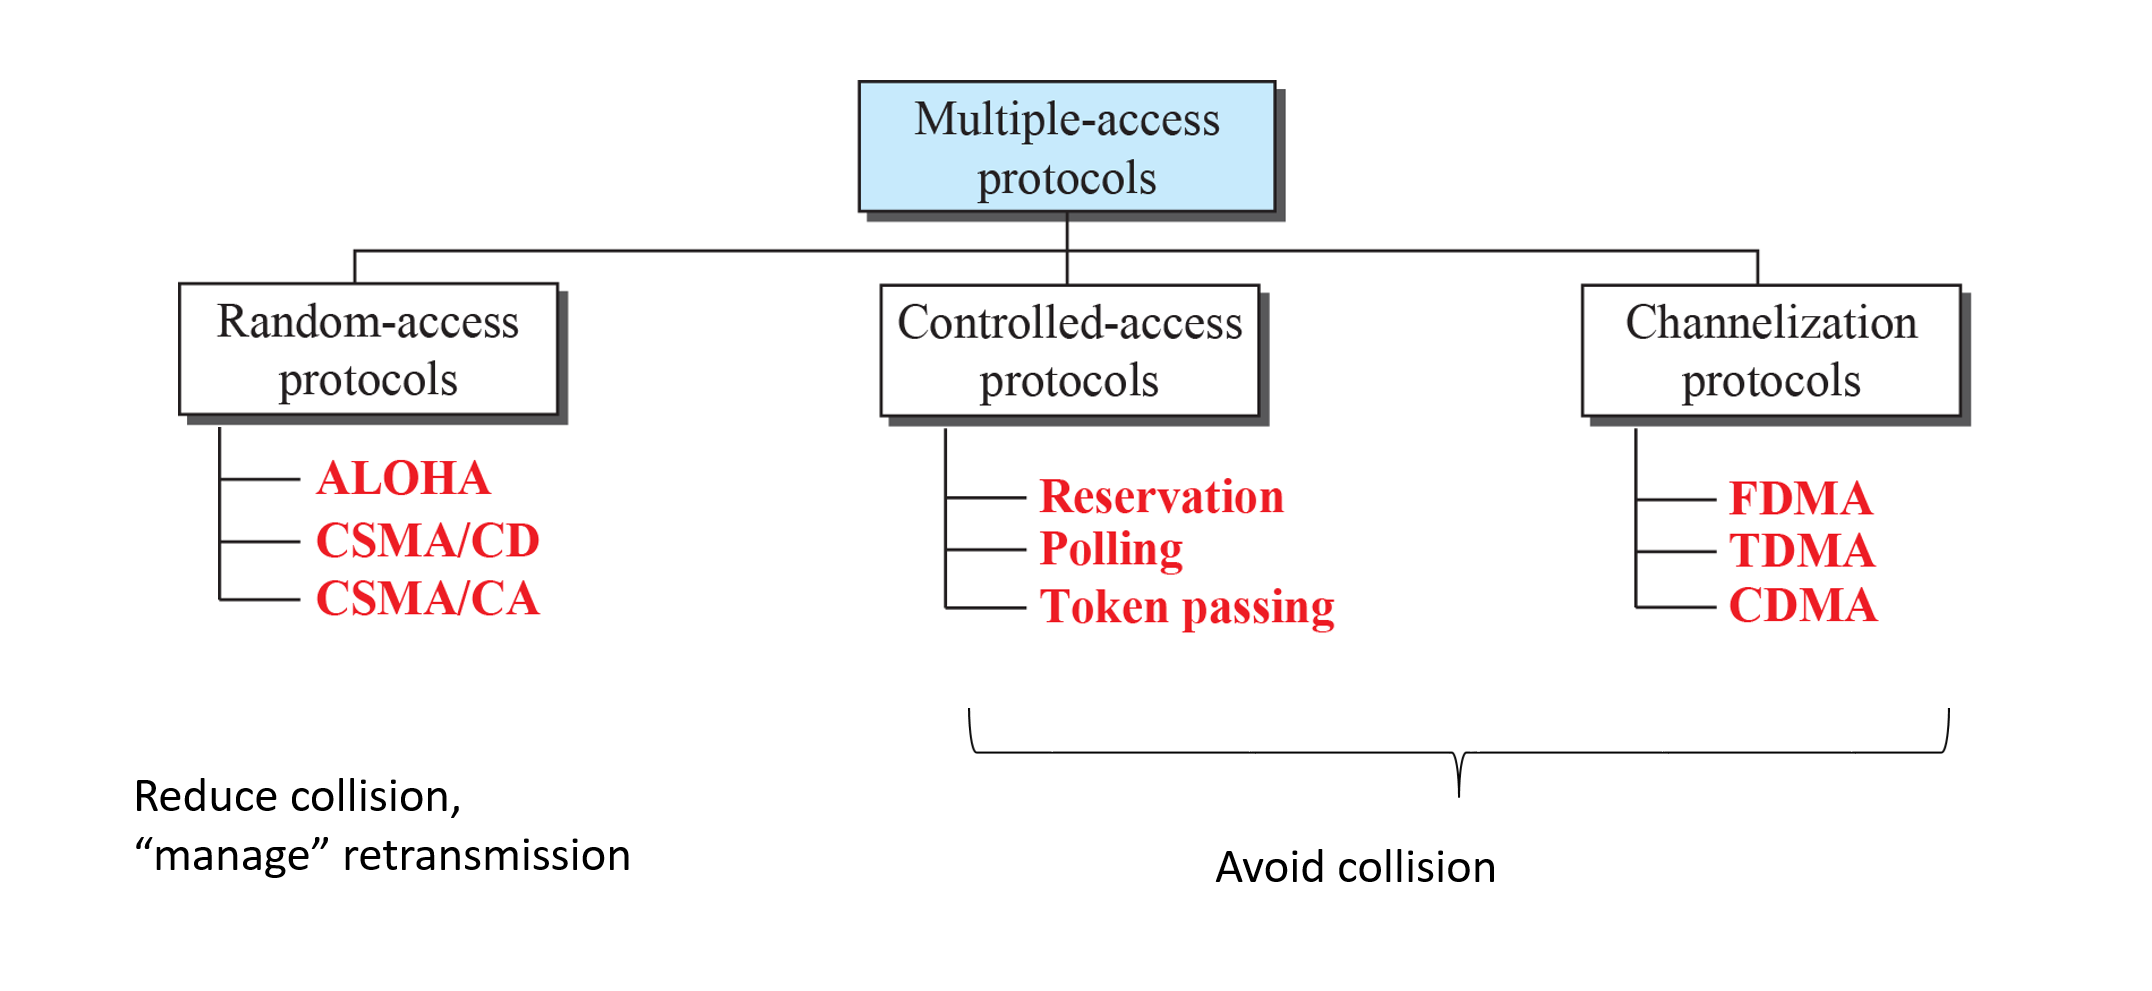 Multiple-access
protocols
Random-access
protocols
ALOHA
CSMA/CD
CSMA/CA
Controlled-access
protocols
Reservation
Polling
Token passing
Channelization
protocols
FDMA
TDMA
CDMA
Reduce collision,
“manage” retransmission
Avoid collision